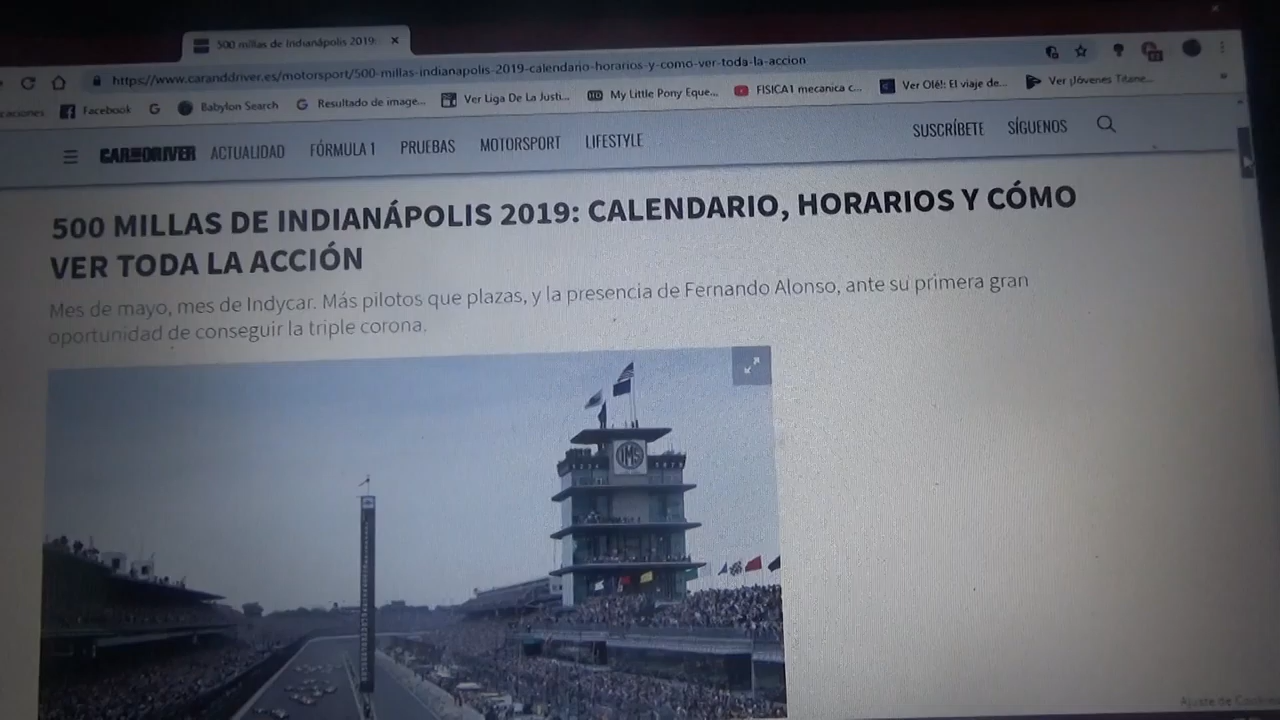 500 millas de Indianápolis 2019:
https://www.caranddriver.es/motorsport/500-millas-indianapolis-2019-calendario-horarios-y-como-ver-toda-la-accion
Facebook
Babylon Search
Resultado de image...
Ver Liga De La Justi...
My Little Pony Eque...
FISICA1 mecanica c...
Ver Olé!: El viaje de...
Ver ¡Jóvenes Titane...
CAR AND DRIVER ACTUALIDAD FÓRMULA 1 PRUEBAS MOTORSPORT LIFESTYLE SUSCRÍBETE SÍGUENOS
500 MILLAS DE INDIANÁPOLIS 2019: CALENDARIO, HORARIOS Y CÓMO
VER TODA LA ACCIÓN
Mes de mayo, mes de Indycar. Más pilotos que plazas, y la presencia de Fernando Alonso, ante su primera gran
oportunidad de conseguir la triple corona.
IMS
Ajuste de Cookies